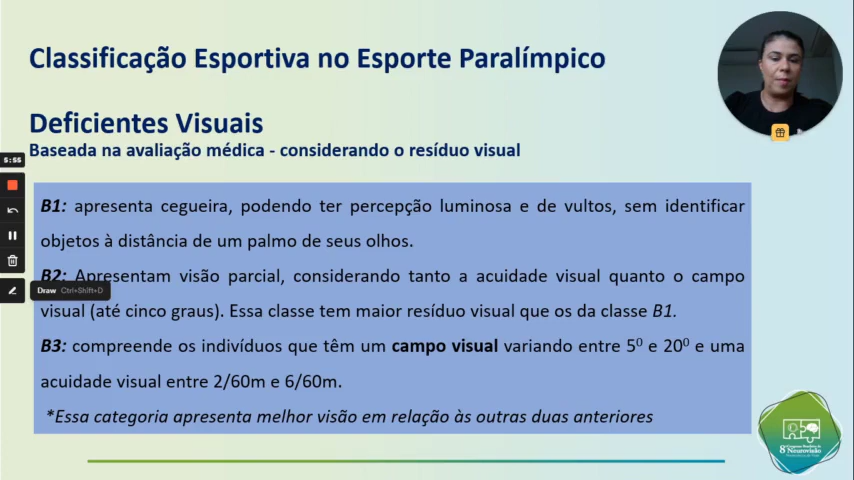 Classificação Esportiva no Esporte Paralímpico
Deficientes Visuais
Baseada na avaliação médica - considerando o resíduo visual
5:55
B1: apresenta cegueira, podendo ter percepção luminosa e de vultos, sem identificar
objetos à distância de um palmo de seus olhos.
B2: Apresentam visão parcial, considerando tanto a acuidade visual quanto o campo
Draw Ctrl+Shift+D
visual (até cinco graus). Essa classe tem maior resíduo visual que os da classe B1.
B3: compreende os indivíduos que têm um campo visual variando entre 5⁰ e 20⁰ e uma
acuidade visual entre 2/60m e 6/60m.
*Essa categoria apresenta melhor visão em relação às outras duas anteriores
8º Neurovisão